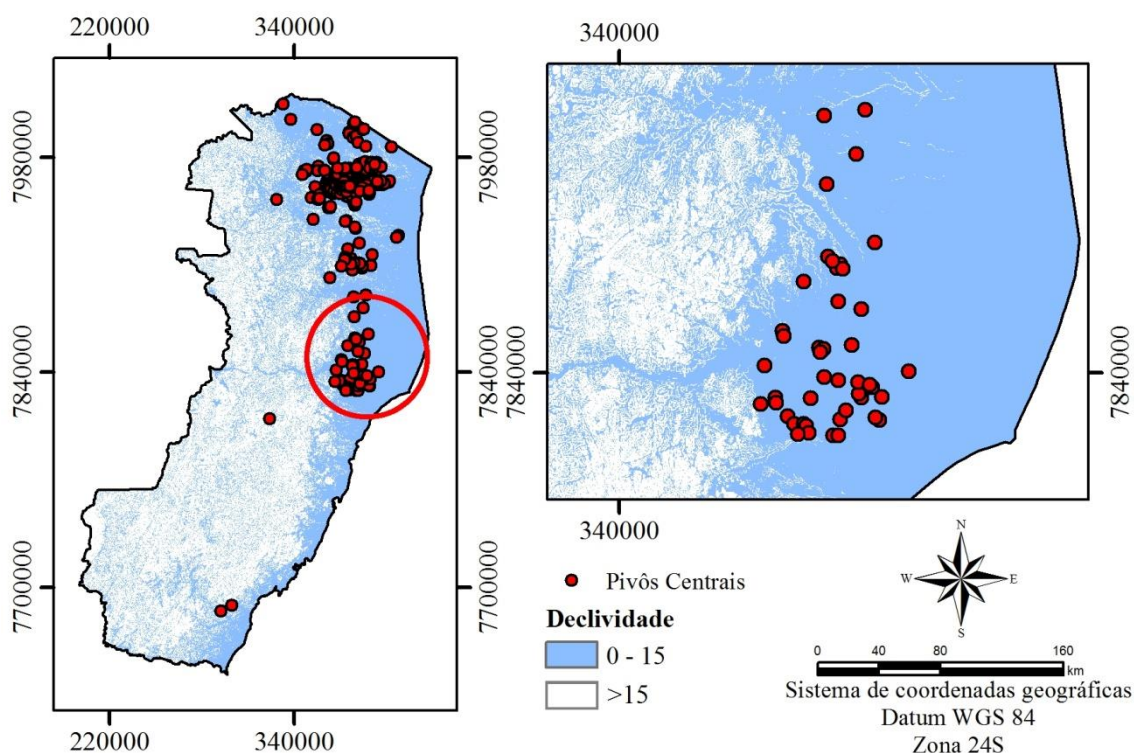 220000
340000
340000
7980000
7980000
7840000
7840000
7840000
7840000
7700000
7700000
220000
340000
340000
Pivôs Centrais
Declividade
0 - 15
>15
N
W
E
S
0 40 80 160
km
Sistema de coordenadas geográficas
Datum WGS 84
Zona 24S